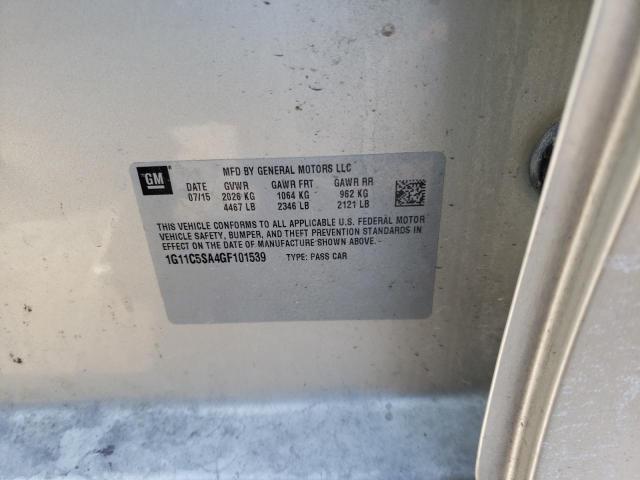 GM
MFD BY GENERAL MOTORS LLC
DATE GVWR GAWR FRT GAWR RR
07/15 2026 KG 1064 KG 962 KG
4467 LB 2346 LB 2121 LB
THIS VEHICLE CONFORMS TO ALL APPLICABLE U.S. FEDERAL MOTOR
VEHICLE SAFETY, BUMPER, AND THEFT PREVENTION STANDARDS
IN EFFECT ON THE DATE OF MANUFACTURE SHOWN ABOVE.
1G11C5SA4GF101539 TYPE: PASS CAR